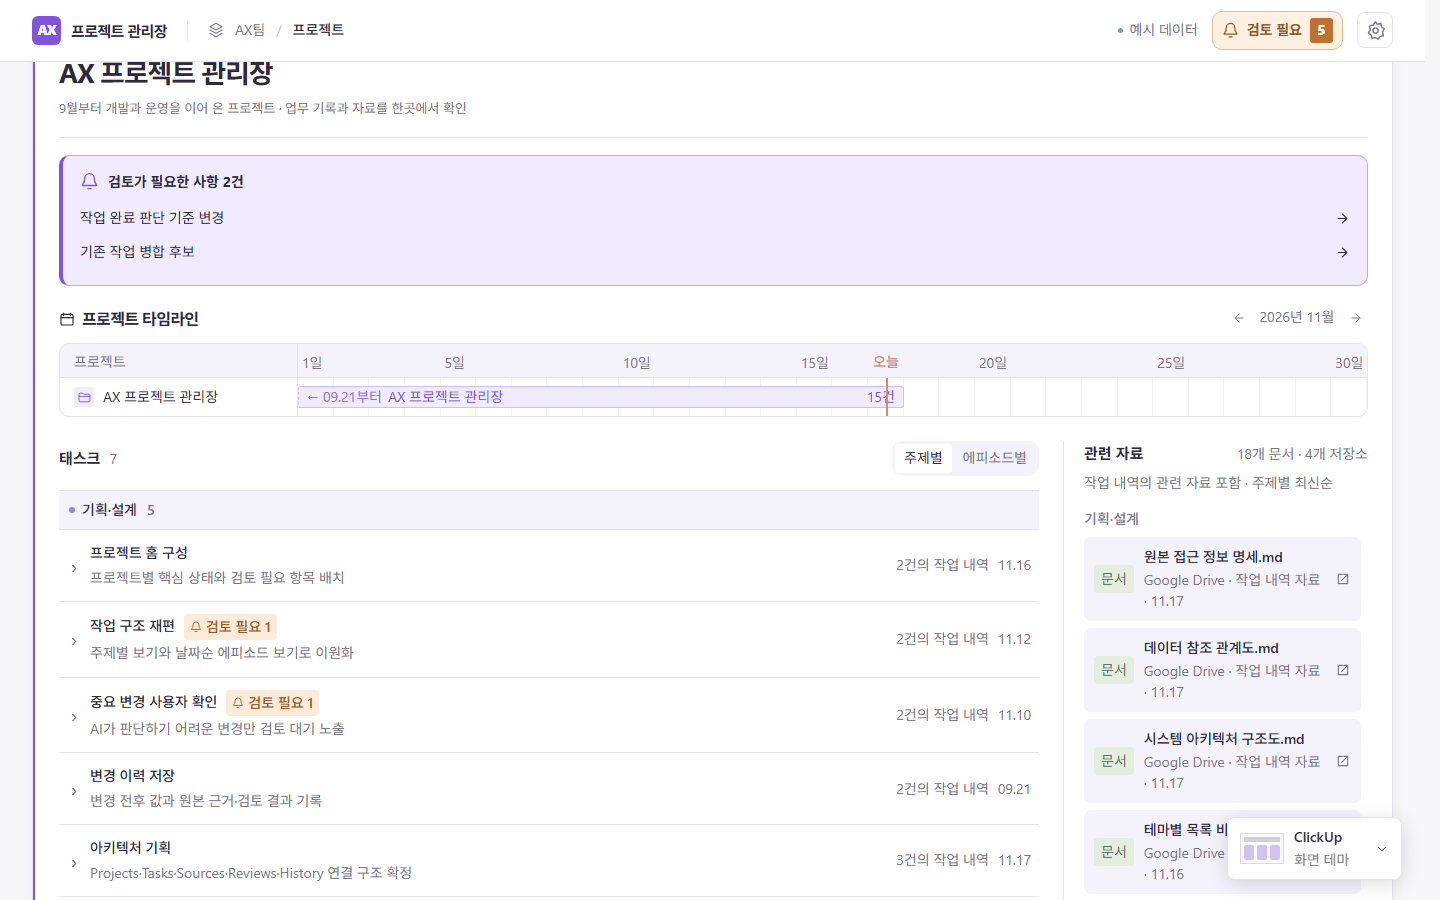 AX 프로젝트 관리장 AX팀 / 프로젝트 예시 데이터 검토 필요 5
AX 프로젝트 관리장
9월부터 개발과 운영을 이어 온 프로젝트 · 업무 기록과 자료를 한곳에서 확인
검토가 필요한 사항 2건
작업 완료 판단 기준 변경 →
기존 작업 병합 후보 →
프로젝트 타임라인 ← 2026년 11월 →
프로젝트 1일 5일 10일 15일 오늘 20일 25일 30일
AX 프로젝트 관리장 ← 09.21부터 AX 프로젝트 관리장 15건
태스크 7 주제별 에피소드별
기획·설계 5
프로젝트 홈 구성
프로젝트별 핵심 상태와 검토 필요 항목 배치
2건의 작업 내역 11.16
작업 구조 재편 검토 필요 1
주제별 보기와 날짜순 에피소드 보기로 이원화
2건의 작업 내역 11.12
중요 변경 사용자 확인 검토 필요 1
AI가 판단하기 어려운 변경만 검토 대기 노출
2건의 작업 내역 11.10
변경 이력 저장
변경 전후 값과 원본 근거·검토 결과 기록
2건의 작업 내역 09.21
아키텍처 기획
Projects·Tasks·Sources·Reviews·History 연결 구조 확정
3건의 작업 내역 11.17
관련 자료 18개 문서 · 4개 저장소
작업 내역의 관련 자료 포함 · 주제별 최신순
기획·설계
문서 원본 접근 정보 명세.md
Google Drive · 작업 내역 자료
· 11.17
문서 데이터 참조 관계도.md
Google Drive · 작업 내역 자료
· 11.17
문서 시스템 아키텍처 구조도.md
Google Drive · 작업 내역 자료
· 11.17
문서 테마별 목록 비
Google Drive
· 11.16
ClickUp
화면 테마